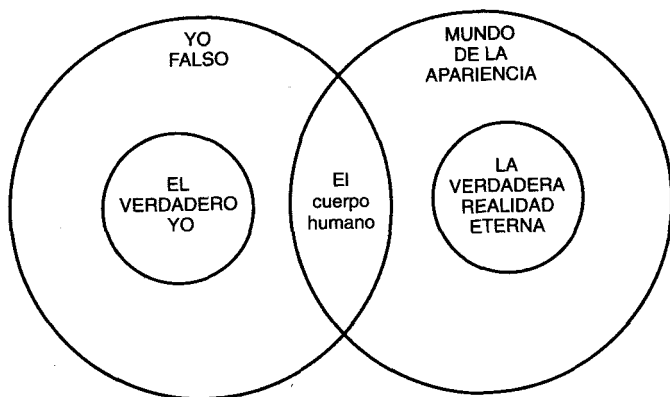 YO
FALSO
EL
VERDADERO
YO
El
cuerpo
humano
MUNDO
DE LA
APARIENCIA
LA
VERDADERA
REALIDAD
ETERNA